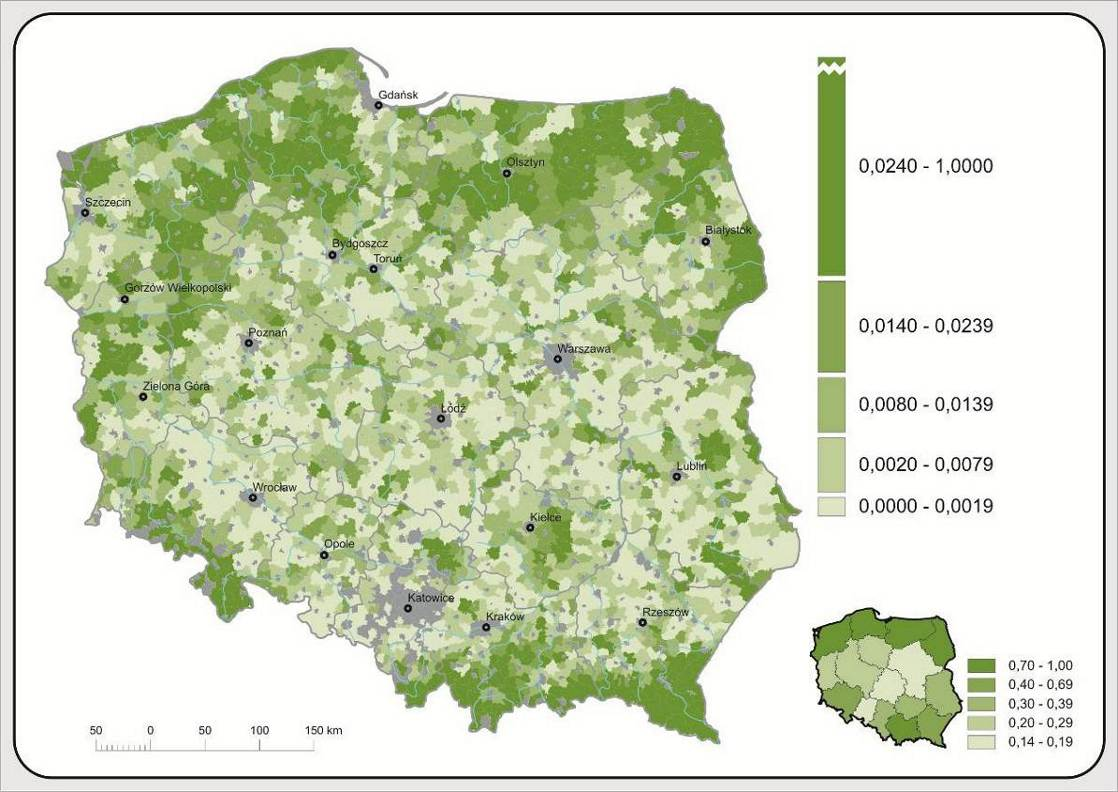 Gdańsk
Olsztyn
Szczecin
Białystok
Bydgoszcz
Toruń
Gorzów Wielkopolski
Poznań
Warszawa
Zielona Góra
Łódź
Lublin
Wrocław
Kielce
Opole
Katowice
Kraków
Rzeszów
0,0240 - 1,0000
0,0140 - 0,0239
0,0080 - 0,0139
0,0020 - 0,0079
0,0000 - 0,0019
0,70 - 1,00
0,40 - 0,69
0,30 - 0,39
0,20 - 0,29
0,14 - 0,19
50 0 50 100 150 km